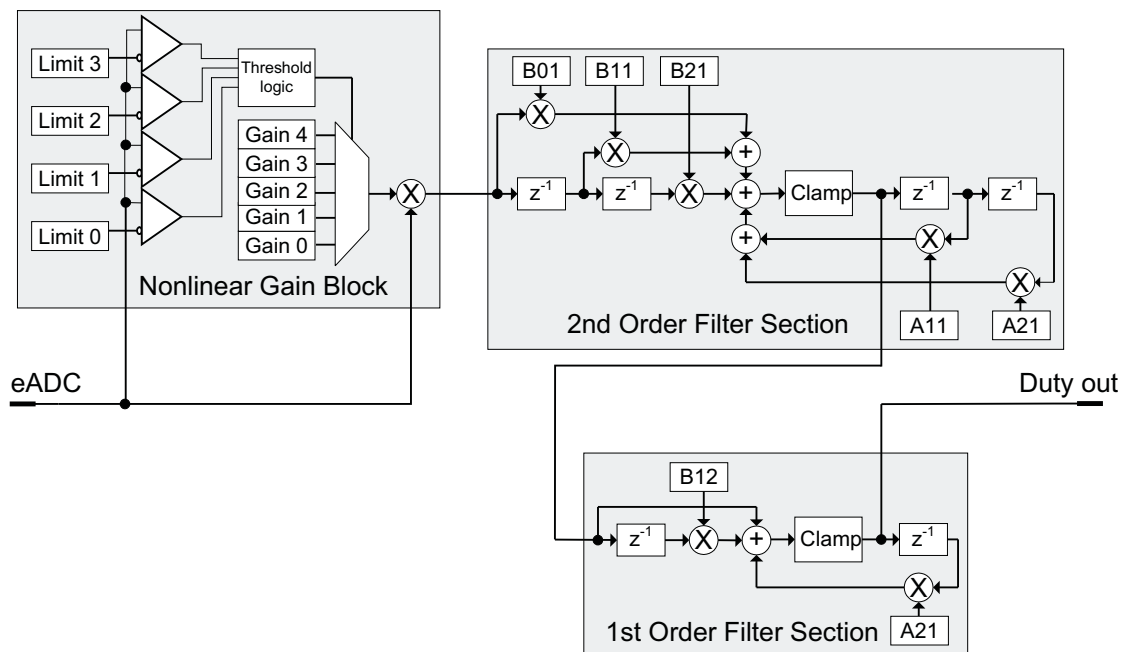 Limit 3
Limit 2
Limit 1
Limit 0
Threshold
logic
Gain 4
Gain 3
Gain 2
Gain 1
Gain 0
X
Nonlinear Gain Block
eADC
B01
B11
B21
X
X
+
z-1
z-1
X
+
Clamp
z-1
z-1
+
X
X
A11
A21
2nd Order Filter Section
Duty out
B12
z-1
X
+
Clamp
z-1
X
A21
1st Order Filter Section